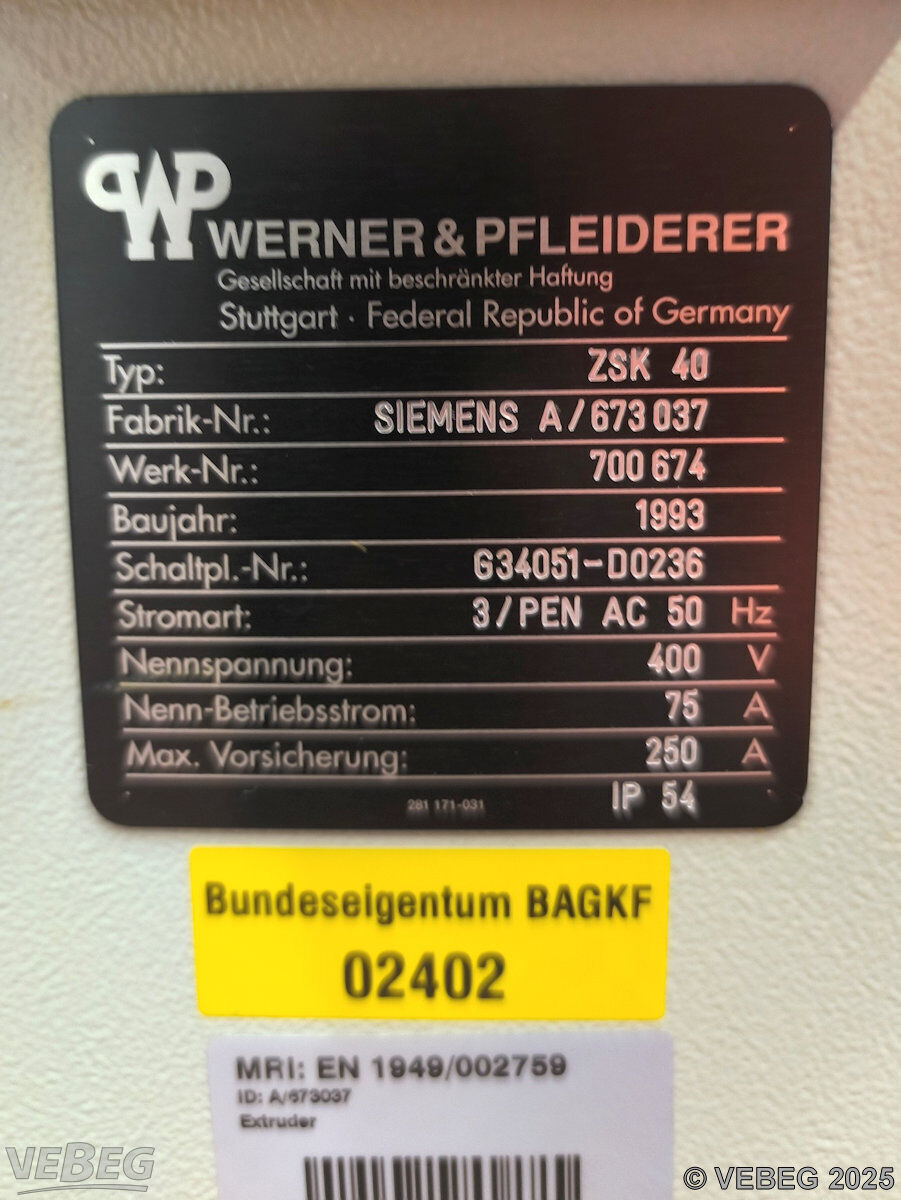 WP
WERNER & PFLEIDERER
Gesellschaft mit beschränkter Haftung
Stuttgart · Federal Republic of Germany
Typ: ZSK 40
Fabrik-Nr.: SIEMENS A/673 037
Werk-Nr.: 700 674
Baujahr: 1993
Schaltpl.-Nr.: G34051-D0236
Stromart: 3/PEN AC 50 Hz
Nennspannung: 400 V
Nenn-Betriebsstrom: 75 A
Max. Vorsicherung: 250 A
281 171-031 IP 54
Bundeseigentum BAGKF
02402
MRI: EN 1949/002759
ID: A/673037
Extruder
VEBEG
© VEBEG 2025